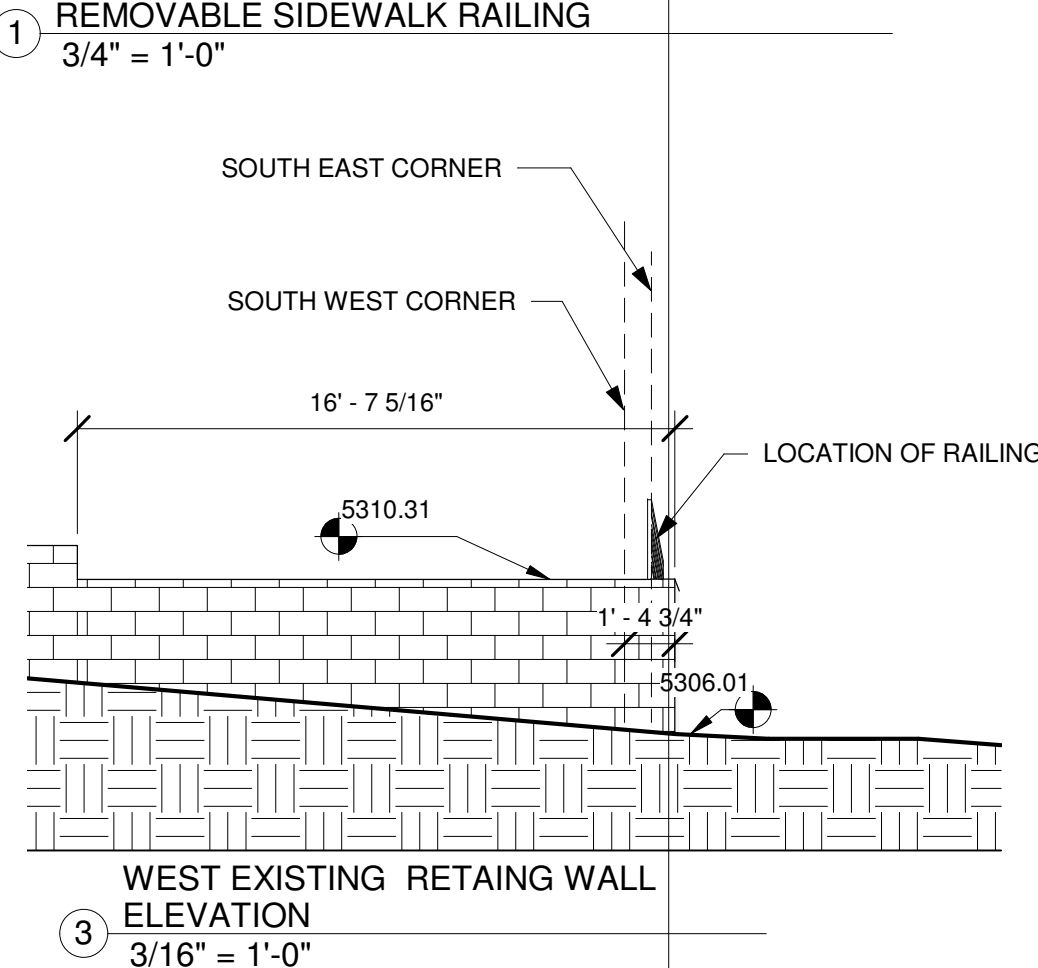 1
REMOVABLE SIDEWALK RAILING
3/4" = 1'-0"
SOUTH EAST CORNER
SOUTH WEST CORNER
16' - 7 5/16"
LOCATION OF RAILING
5310.31
1' - 4 3/4"
5306.01
WEST EXISTING  RETAING WALL
ELEVATION
3
3/16" = 1'-0"